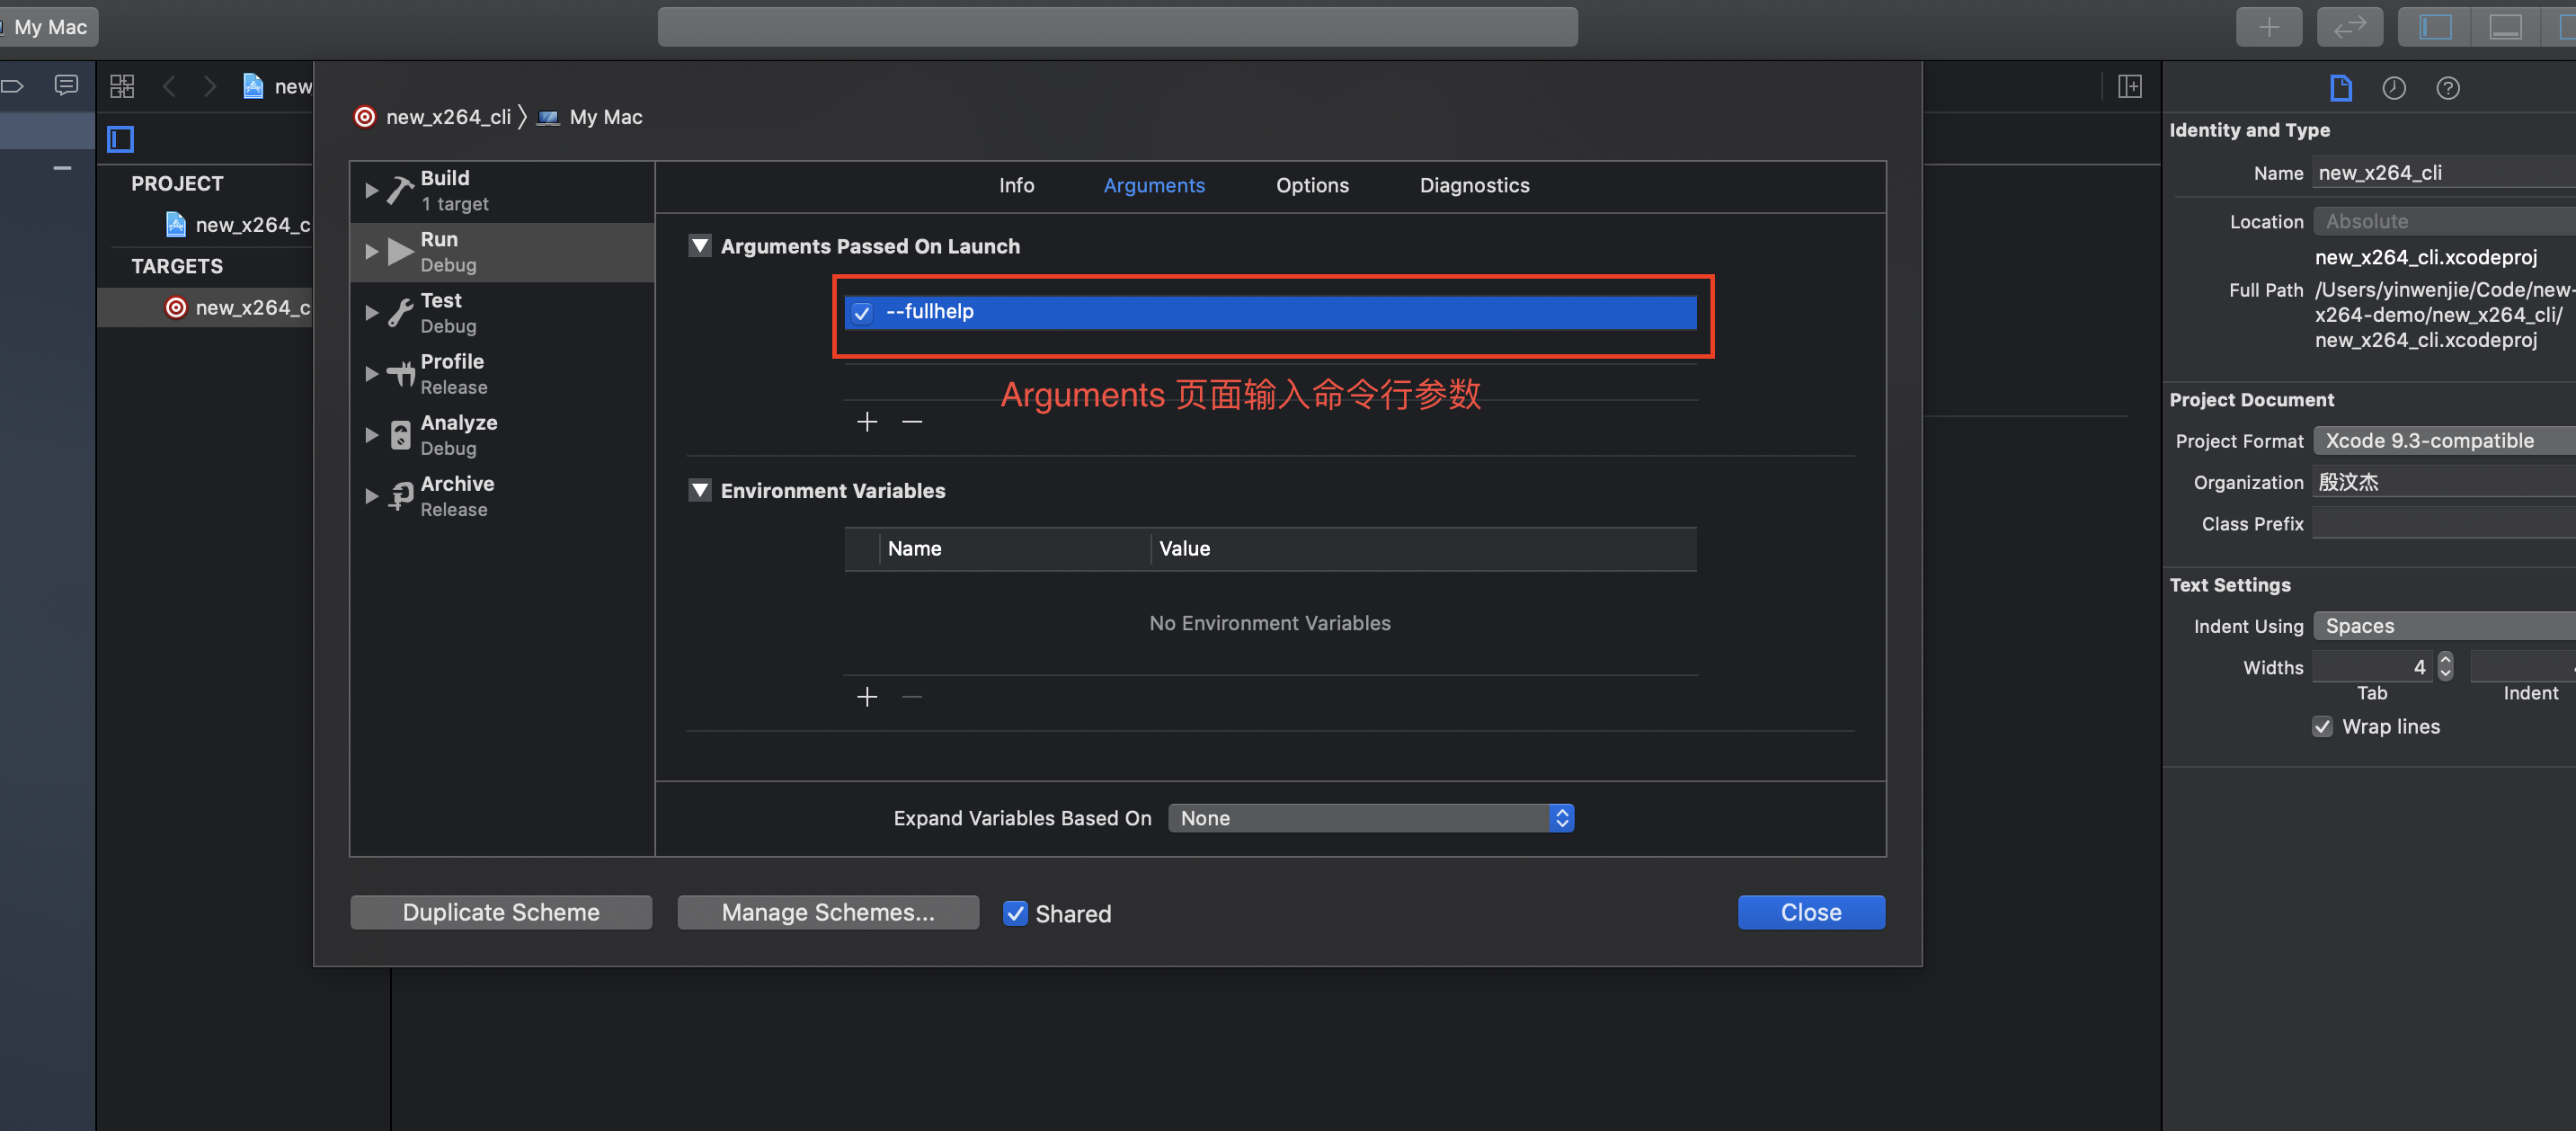 My Mac
new
new_x264_cli 〉 My Mac
PROJECT
new_x264_c
TARGETS
new_x264_c
Build
1 target
Run
Debug
Test
Debug
Profile
Release
Analyze
Debug
Archive
Release
Info Arguments Options Diagnostics
Arguments Passed On Launch
--fullhelp
Arguments 页面输入命令行参数
Environment Variables
Name Value
No Environment Variables
Expand Variables Based On None
Duplicate Scheme Manage Schemes... Shared Close
Identity and Type
Name new_x264_cli
Location Absolute
new_x264_cli.xcodeproj
Full Path /Users/yinwenjie/Code/new-
x264-demo/new_x264_cli/
new_x264_cli.xcodeproj
Project Document
Project Format Xcode 9.3-compatible
Organization 殷汶杰
Class Prefix
Text Settings
Indent Using Spaces
Widths 4
Tab Indent
Wrap lines